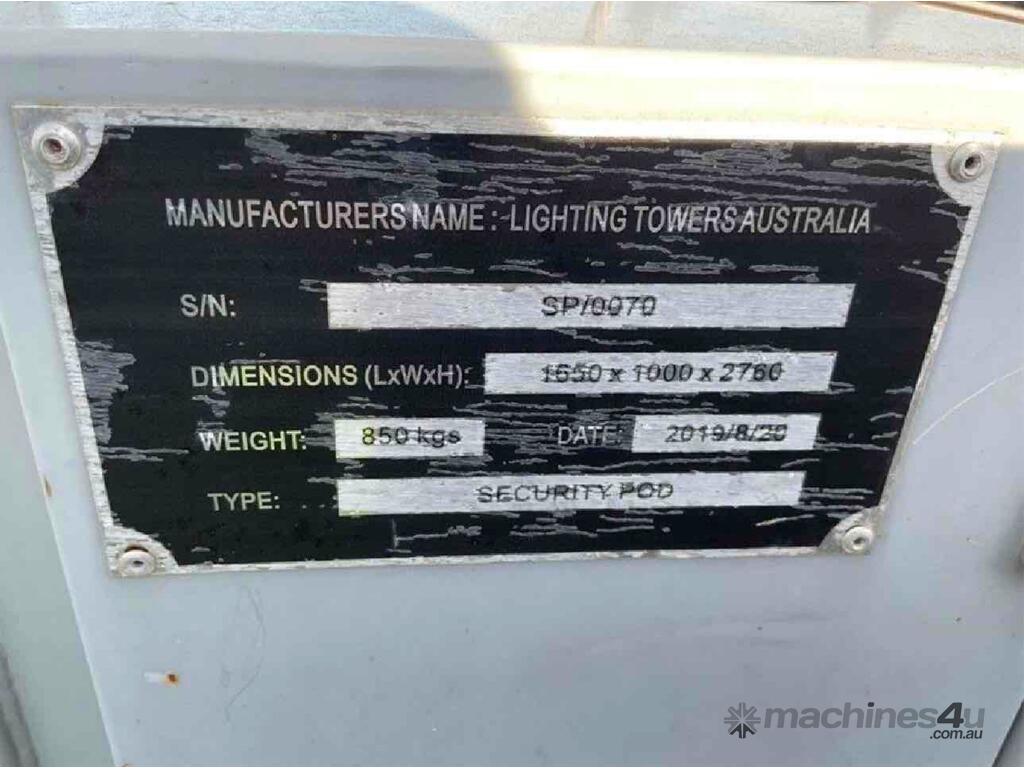 MANUFACTURERS NAME : LIGHTING TOWERS AUSTRALIA
S/N: SP/0070
DIMENSIONS (LxWxH): 1550 x 1000 x 2760
WEIGHT: 850 kgs DATE: 2019/8/20
TYPE: SECURITY POD
machines4u
.com.au